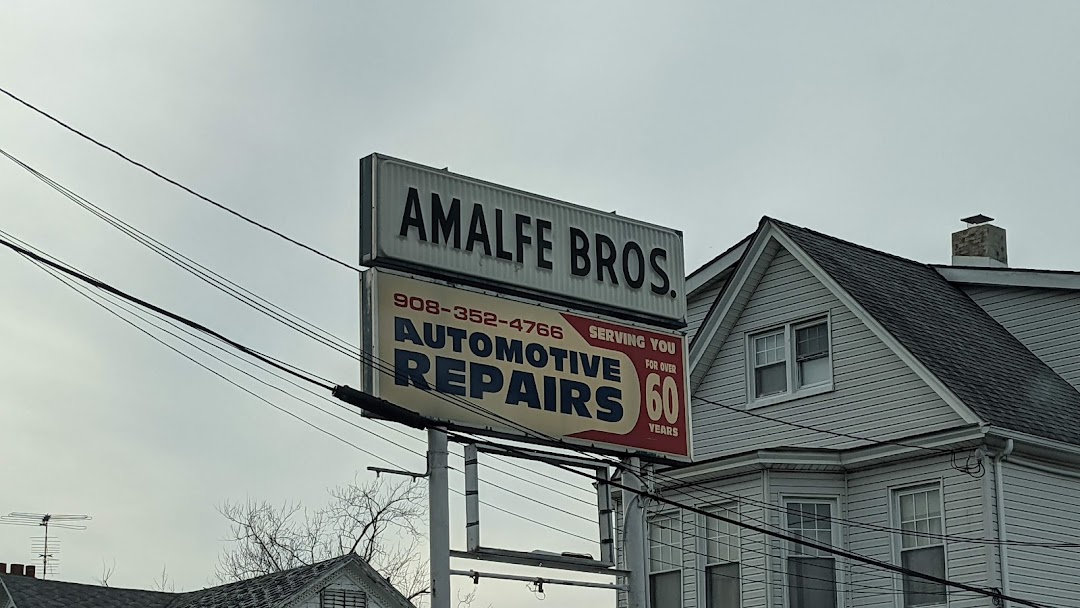 AMALFE BROS.
908-352-4766
AUTOMOTIVE
REPAIRS
SERVING YOU
FOR OVER
60
YEARS